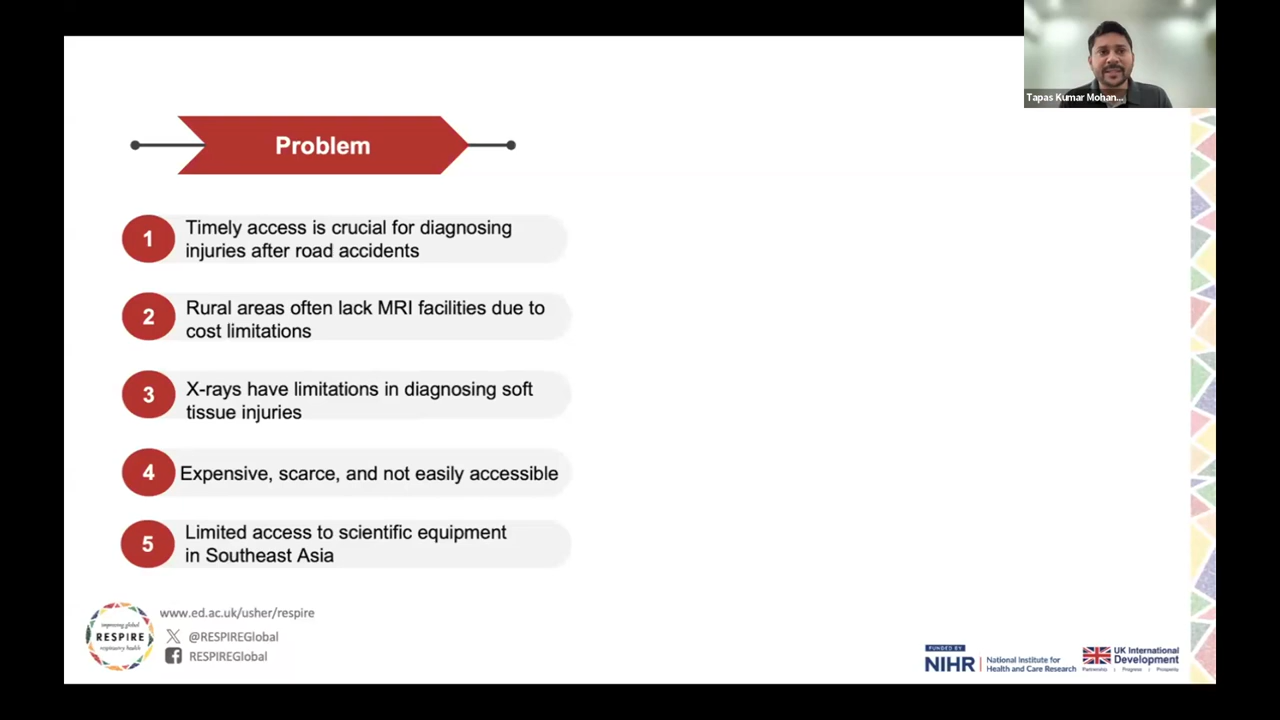 Tapas Kumar Mohan...
Problem
1
Timely access is crucial for diagnosing
injuries after road accidents
2
Rural areas often lack MRI facilities due to
cost limitations
3
X-rays have limitations in diagnosing soft
tissue injuries
4
Expensive, scarce, and not easily accessible
5
Limited access to scientific equipment
in Southeast Asia
improving global
RESPIRE
respiratory health
www.ed.ac.uk/usher/respire
@RESPIREGlobal
RESPIREGlobal
FUNDED BY
NIHR
National Institute for
Health and Care Research
UK International
Development
Partnership | Progress | Prosperity